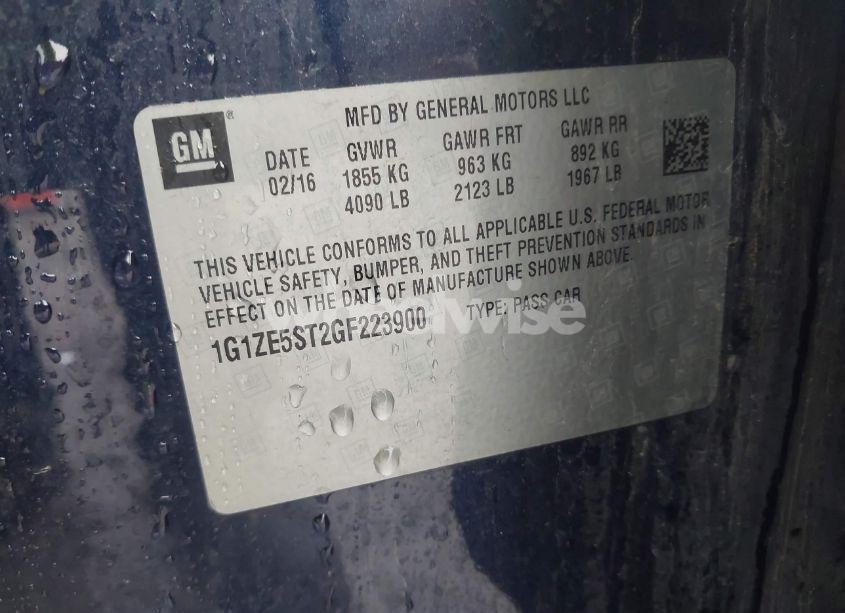 GM
MFD BY GENERAL MOTORS LLC
DATE GVWR GAWR FRT GAWR RR
02/16 1855 KG 963 KG 892 KG
4090 LB 2123 LB 1967 LB
THIS VEHICLE CONFORMS TO ALL APPLICABLE U.S. FEDERAL MOTOR
VEHICLE SAFETY, BUMPER, AND THEFT PREVENTION STANDARDS IN
EFFECT ON THE DATE OF MANUFACTURE SHOWN ABOVE.
1G1ZE5ST2GF223900 TYPE: PASS CAR